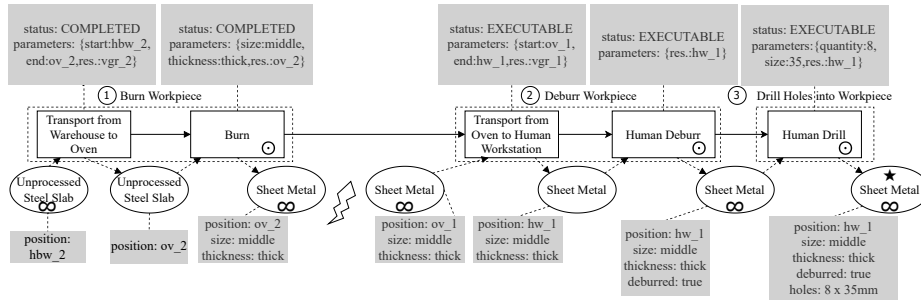 status: COMPLETED
parameters: {start:hbw_2,
end:ov_2,res.:vgr_2}
status: COMPLETED
parameters: {size:middle,
thickness:thick,res.:ov_2}
status: EXECUTABLE
parameters: {start:ov_1,
end:hw_1,res.:vgr_1}
status: EXECUTABLE
parameters: {res.:hw_1}
status: EXECUTABLE
parameters:{quantity:8,
size:35,res.:hw_1}
1 Burn Workpiece
2 Deburr Workpiece
3 Drill Holes into Workpiece
Transport from
Warehouse to
Oven
Burn
Transport from
Oven to Human
Workstation
Human Deburr
Human Drill
Unprocessed
Steel Slab
∞
Unprocessed
Steel Slab
Sheet Metal
∞
Sheet Metal
∞
Sheet Metal
Sheet Metal
∞
★
Sheet Metal
∞
position:
hbw_2
position: ov_2
position: ov_2
size: middle
thickness: thick
position: ov_1
size: middle
thickness: thick
position: hw_1
size: middle
thickness: thick
position: hw_1
size: middle
thickness: thick
deburred: true
position: hw_1
size: middle
thickness: thick
deburred: true
holes: 8 x 35mm